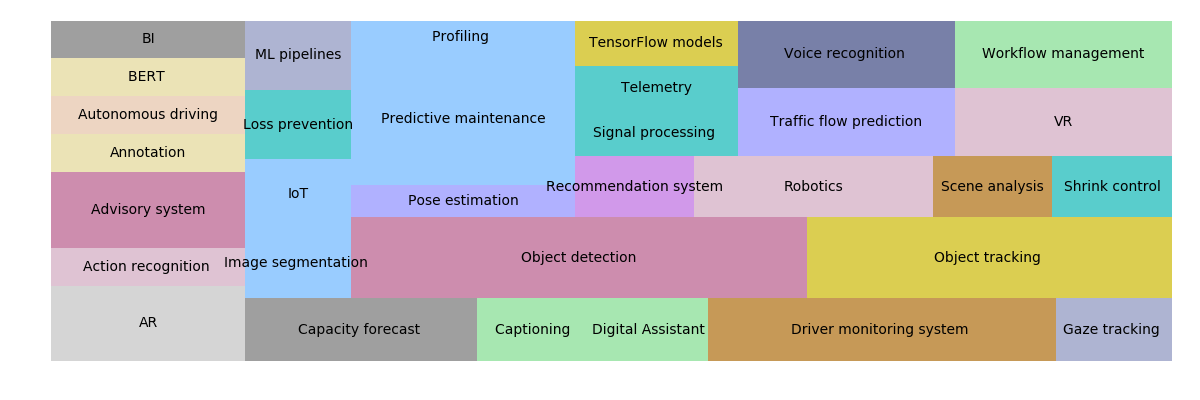 BI
BERT
Autonomous driving
Annotation
Advisory system
Action recognition
AR
ML pipelines
Loss prevention
IoT
Image segmentation
Profiling
Predictive maintenance
Pose estimation
TensorFlow models
Telemetry
Signal processing
Voice recognition
Workflow management
Traffic flow prediction
VR
Recommendation system
Robotics
Scene analysis
Shrink control
Object detection
Object tracking
Capacity forecast
Captioning
Digital Assistant
Driver monitoring system
Gaze tracking